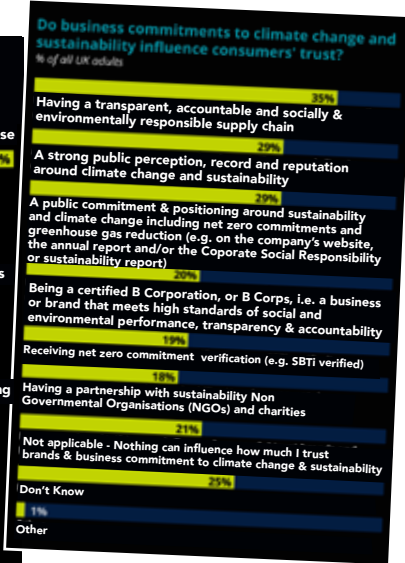 Do business commitments to climate change and
sustainability influence consumers' trust?
% of all UK adults
35%
Having a transparent, accountable and socially &
environmentally responsible supply chain
29%
A strong public perception, record and reputation
around climate change and sustainability
29%
A public commitment & positioning around sustainability
and climate change including net zero commitments and
greenhouse gas reduction (e.g. on the company's website,
the annual report and/or the Coporate Social Responsibility
or sustainability report)
20%
Being a certified B Corporation, or B Corps, i.e. a business
or brand that meets high standards of social and
environmental performance, transparency & accountability
19%
Receiving net zero commitment verification (e.g. SBTi verified)
18%
Having a partnership with sustainability Non
Governmental Organisations (NGOs) and charities
21%
Not applicable - Nothing can influence how much I trust
brands & business commitment to climate change & sustainability
25%
Don't Know
1%
Other